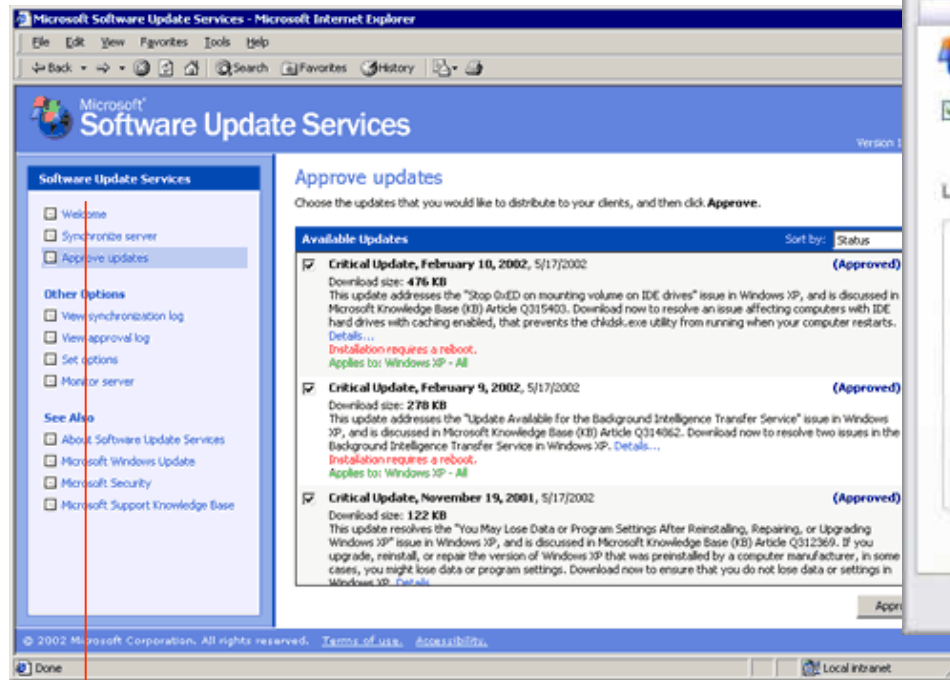 Microsoft Software Update Services - Microsoft Internet Explorer
File Edit View Favorites Tools Help
Back Search Favorites History
Microsoft
Software Update Services
Version 1
Software Update Services
Welcome
Synchronize server
Approve updates
Other Options
View synchronization log
View approval log
Set options
Monitor server
See Also
About Software Update Services
Microsoft Windows Update
Microsoft Security
Microsoft Support Knowledge Base
Approve updates
Choose the updates that you would like to distribute to your clients, and then click Approve.
Available Updates Sort by: Status
Critical Update, February 10, 2002, 5/17/2002 (Approved)
Download size: 476 KB
This update addresses the "Stop 0xED on mounting volume on IDE drives" issue in Windows XP, and is discussed in
Microsoft Knowledge Base (KB) Article Q315403. Download now to resolve an issue affecting computers with IDE
hard drives with caching enabled, that prevents the chkdsk.exe utility from running when your computer restarts.
Details...
Installation requires a reboot.
Applies to: Windows XP - All
Critical Update, February 9, 2002, 5/17/2002 (Approved)
Download size: 278 KB
This update addresses the "Update Available for the Background Intelligence Transfer Service" issue in Windows
XP, and is discussed in Microsoft Knowledge Base (KB) Article Q314862. Download now to resolve two issues in the
Background Intelligence Transfer Service in Windows XP. Details...
Installation requires a reboot.
Applies to: Windows XP - All
Critical Update, November 19, 2001, 5/17/2002 (Approved)
Download size: 122 KB
This update resolves the "You May Lose Data or Program Settings After Reinstalling, Repairing, or Upgrading
Windows XP" issue in Windows XP, and is discussed in Microsoft Knowledge Base (KB) Article Q312369. If you
upgrade, reinstall, or repair the version of Windows XP that was preinstalled by a computer manufacturer, in some
cases, you might lose data or program settings. Download now to ensure that you do not lose data or settings in
Windows XP. Details
Appr
© 2002 Microsoft Corporation. All rights reserved. Terms of use. Accessibility.
Done Local intranet
L